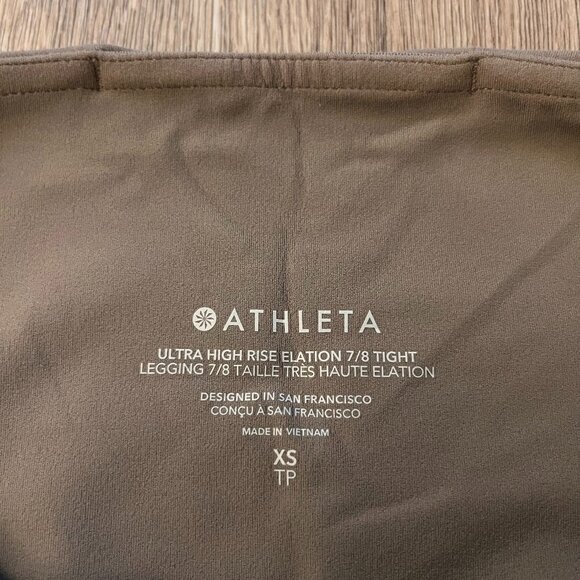 ATHLETA
ULTRA HIGH RISE ELATION 7/8 TIGHT
LEGGING 7/8 TAILLE TRÈS HAUTE ELATION
DESIGNED IN SAN FRANCISCO
CONÇU À SAN FRANCISCO
MADE IN VIETNAM
XS
TP